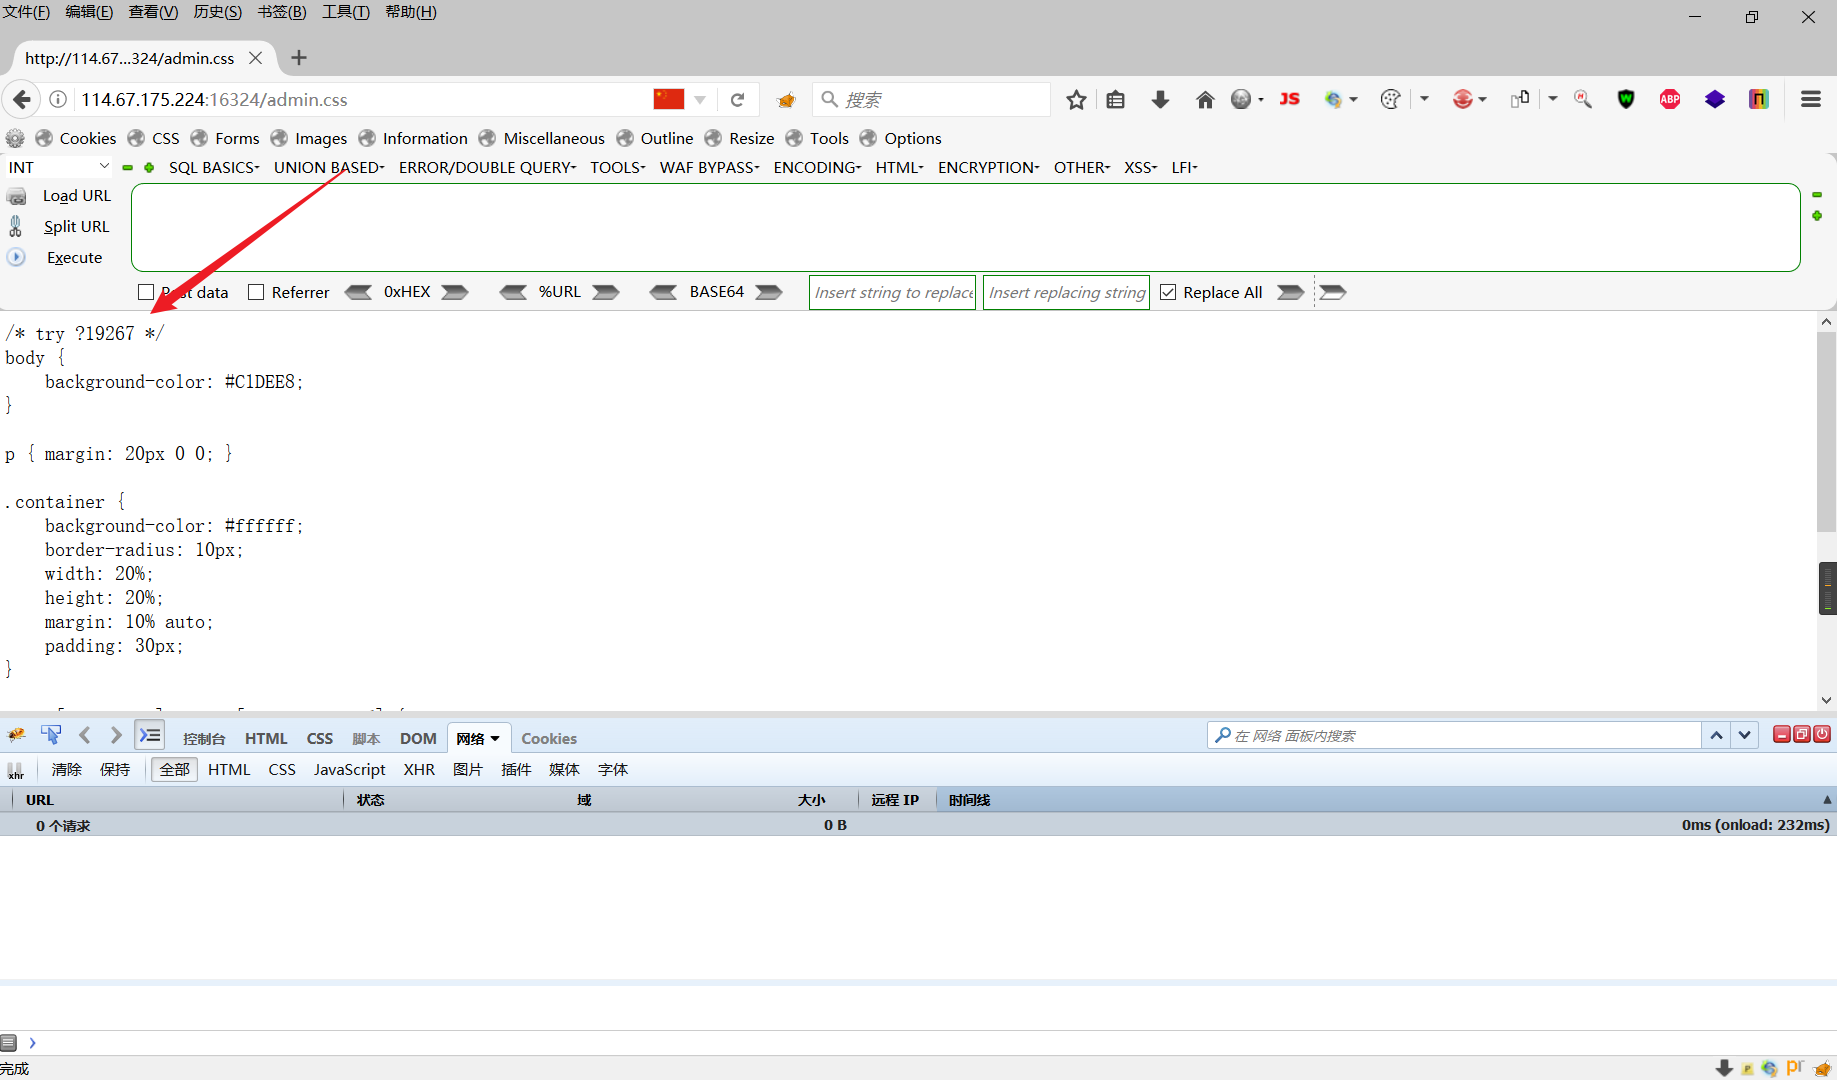 文件(F) 编辑(E) 查看(V) 历史(S) 书签(B) 工具(T) 帮助(H)
http://114.67...324/admin.css
114.67.175.224:16324/admin.css 搜索 JS ABP
Cookies CSS Forms Images Information Miscellaneous Outline Resize Tools Options
INT SQL BASICS UNION BASED ERROR/DOUBLE QUERY TOOLS WAF BYPASS ENCODING HTML ENCRYPTION OTHER XSS LFI
Load URL
Split URL
Execute
Post data Referrer 0xHEX %URL BASE64 Insert string to replace Insert replacing string Replace All
/* try ?19267 */
body {
background-color: #C1DEE8;
}
p { margin: 20px 0 0; }
.container {
background-color: #ffffff;
border-radius: 10px;
width: 20%;
height: 20%;
margin: 10% auto;
padding: 30px;
}
控制台 HTML CSS 脚本 DOM 网络 Cookies 在 网络 面板内搜索
xhr 清除 保持 全部 HTML CSS JavaScript XHR 图片 插件 媒体 字体
URL 状态 域 大小 远程 IP 时间线
0 个请求 0 B 0ms (onload: 232ms)
完成 pr